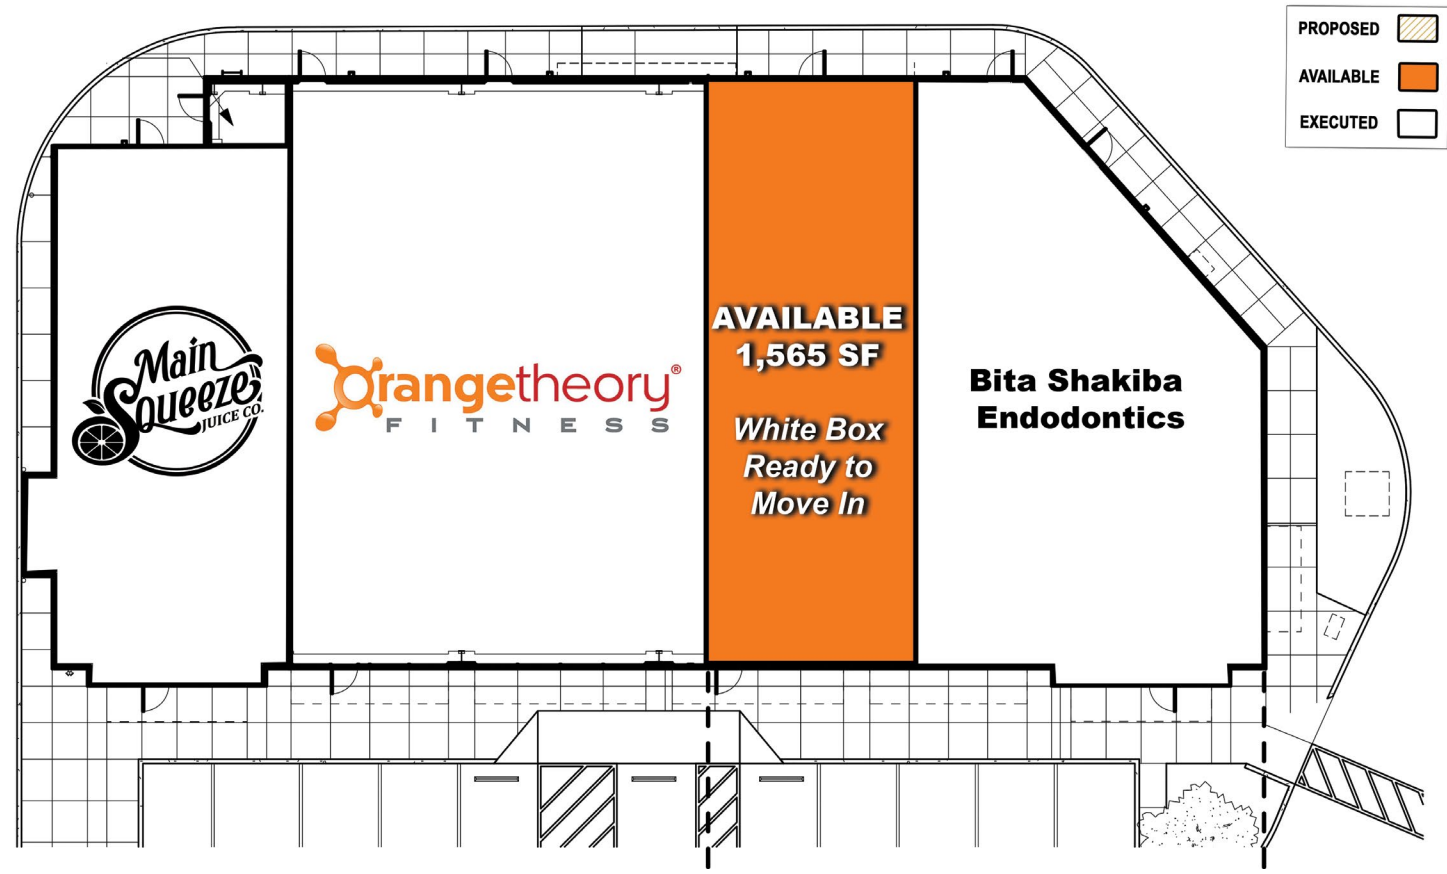 PROPOSED
AVAILABLE
EXECUTED
Main
Squeeze
JUICE CO.
Orangetheory®
FITNESS
AVAILABLE
1,565 SF
White Box
Ready to
Move In
Bita Shakiba
Endodontics